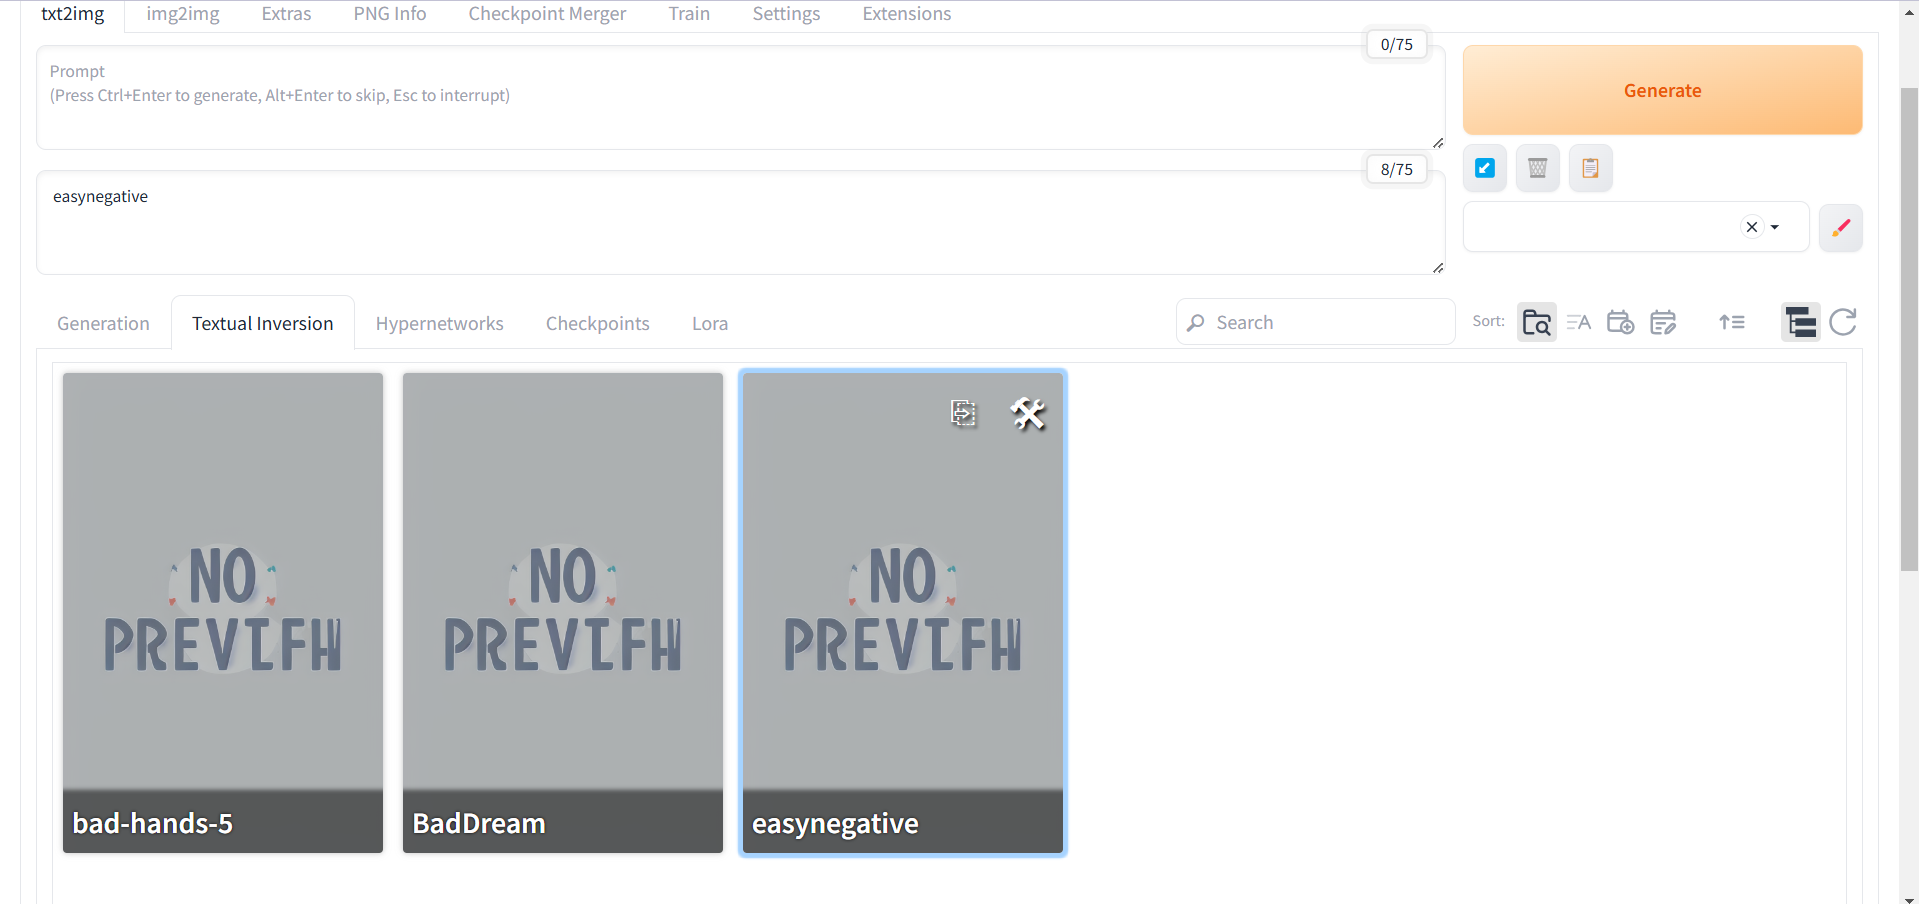 txt2img img2img Extras PNG Info Checkpoint Merger Train Settings Extensions
0/75
Prompt
(Press Ctrl+Enter to generate, Alt+Enter to skip, Esc to interrupt)
Generate
8/75
easynegative
Generation Textual Inversion Hypernetworks Checkpoints Lora Search Sort:
NO
PREVIEW
NO
PREVIEW
NO
PREVIEW
bad-hands-5 BadDream easynegative